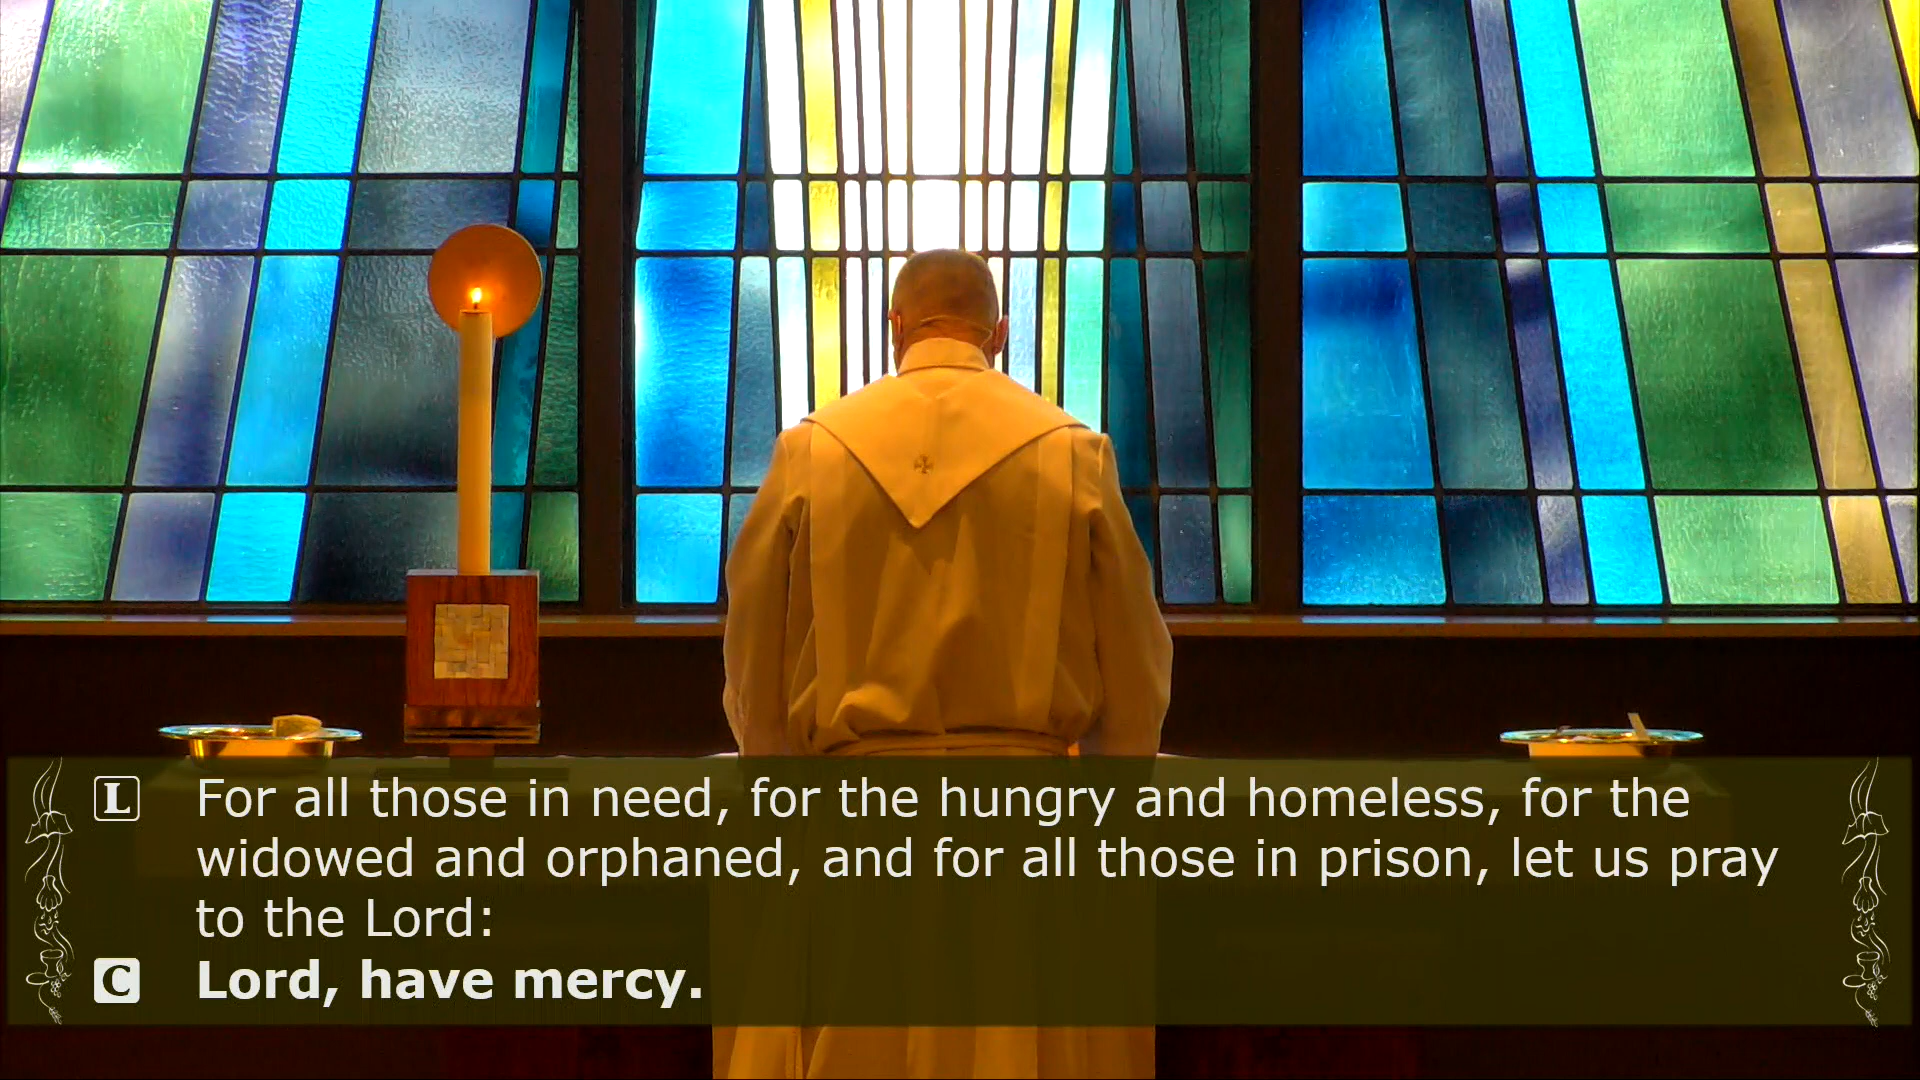 L For all those in need, for the hungry and homeless, for the
widowed and orphaned, and for all those in prison, let us pray
to the Lord:
C Lord, have mercy.